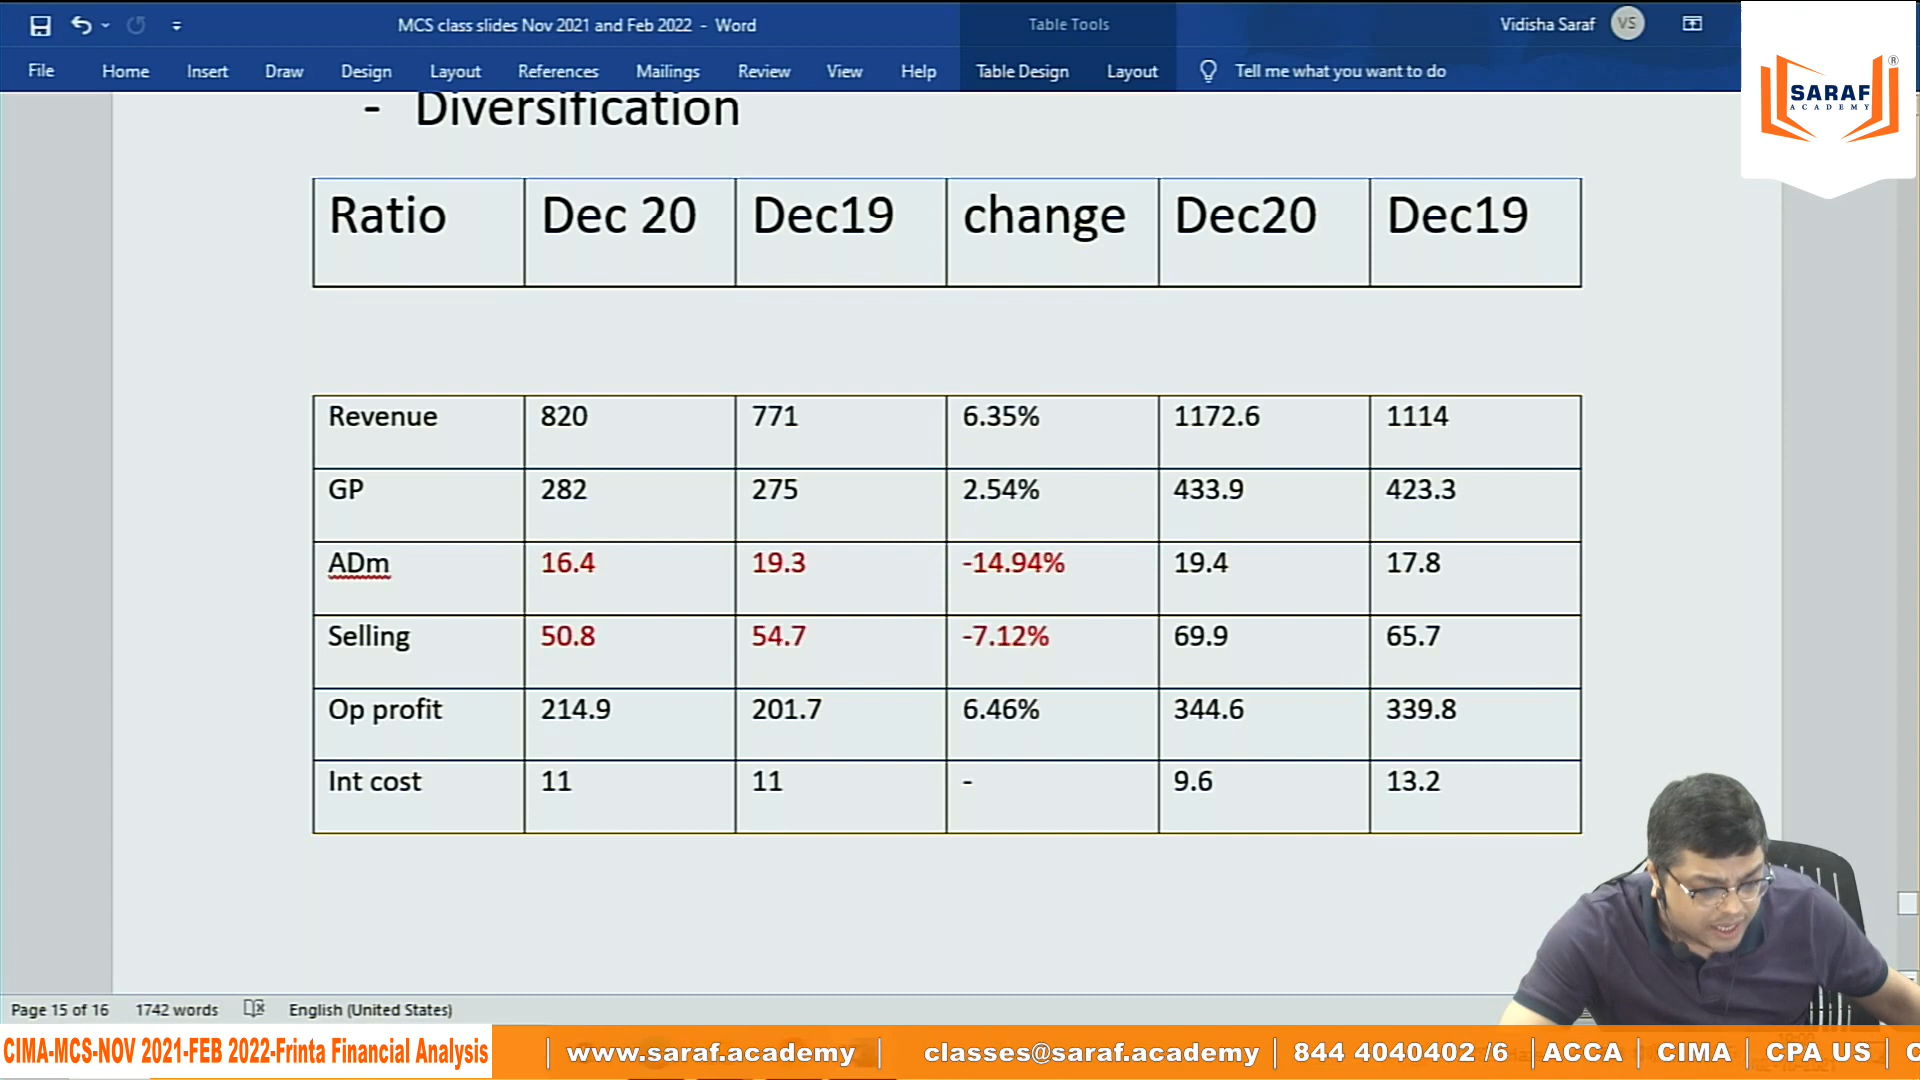 MCS class slides Nov 2021 and Feb 2022 - Word
Table Tools
Vidisha Saraf VS
File Home Insert Draw Design Layout References Mailings Review View Help Table Design Layout Tell me what you want to do
SARAF
ACADEMY
®
- Diversification
Ratio Dec 20 Dec19 change Dec20 Dec19
Revenue 820 771 6.35% 1172.6 1114
GP 282 275 2.54% 433.9 423.3
ADm 16.4 19.3 -14.94% 19.4 17.8
Selling 50.8 54.7 -7.12% 69.9 65.7
Op profit 214.9 201.7 6.46% 344.6 339.8
Int cost 11 11 - 9.6 13.2
Page 15 of 16 1742 words English (United States)
CIMA-MCS-NOV 2021-FEB 2022-Frinta Financial Analysis | www.saraf.academy | classes@saraf.academy | 844 4040402 /6 | ACCA | CIMA | CPA US |